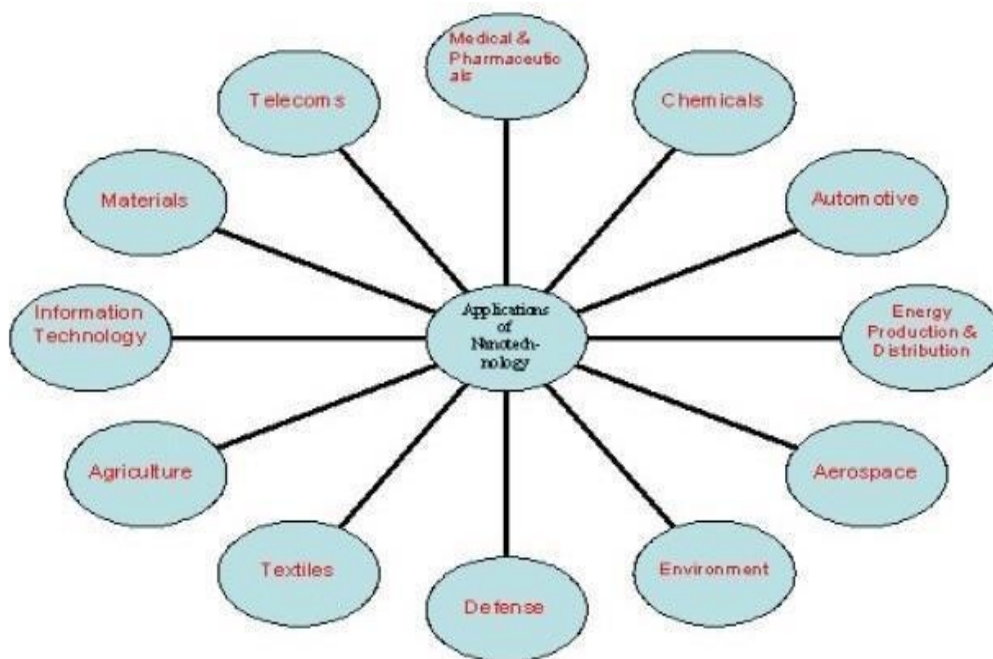 Medical &
Pharmaceutic
als
Chemicals
Automotive
Energy
Production &
Distribution
Aerospace
Environment
Defense
Textiles
Agriculture
Information
Technology
Materials
Telecoms
Applications
of
Nanotech-
nology